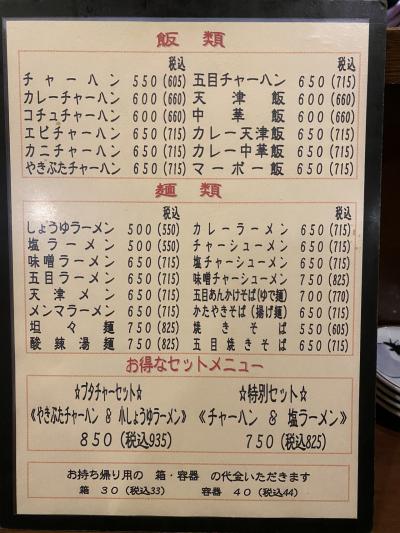 飯類
税込 税込
チャーハン 550(605) 五目チャーハン 650(715)
カレーチャーハン 600(660) 天津飯 600(660)
コチュチャーハン 600(660) 中華飯 600(660)
エビチャーハン 650(715) カレー天津飯 650(715)
カニチャーハン 650(715) カレー中華飯 650(715)
やきぶたチャーハン 650(715) マーボー飯 650(715)
麺類
税込 税込
しょうゆラーメン 500(550) カレーラーメン 650(715)
塩ラーメン 500(550) チャーシューメン 650(715)
味噌ラーメン 650(715) 塩チャーシューメン 650(715)
五目ラーメン 650(715) 味噌チャーシューメン 750(825)
天津メン 650(715) 五目あんかけそば(ゆで麺) 700(770)
メンマラーメン 650(715) かたやきそば(揚げ麺) 650(715)
坦々麺 750(825) 焼きそば 550(605)
酸辣湯麺 750(825) 五目焼きそば 650(715)
お得なセットメニュー
☆ブタチャーセット☆ ☆特別セット☆
《やきぶたチャーハン & 小しょうゆラーメン》 《チャーハン & 塩ラーメン》
850(税込935) 750(税込825)
お持ち帰り用の 箱・容器 の代金いただきます
箱 30(税込33) 容器 40(税込44)